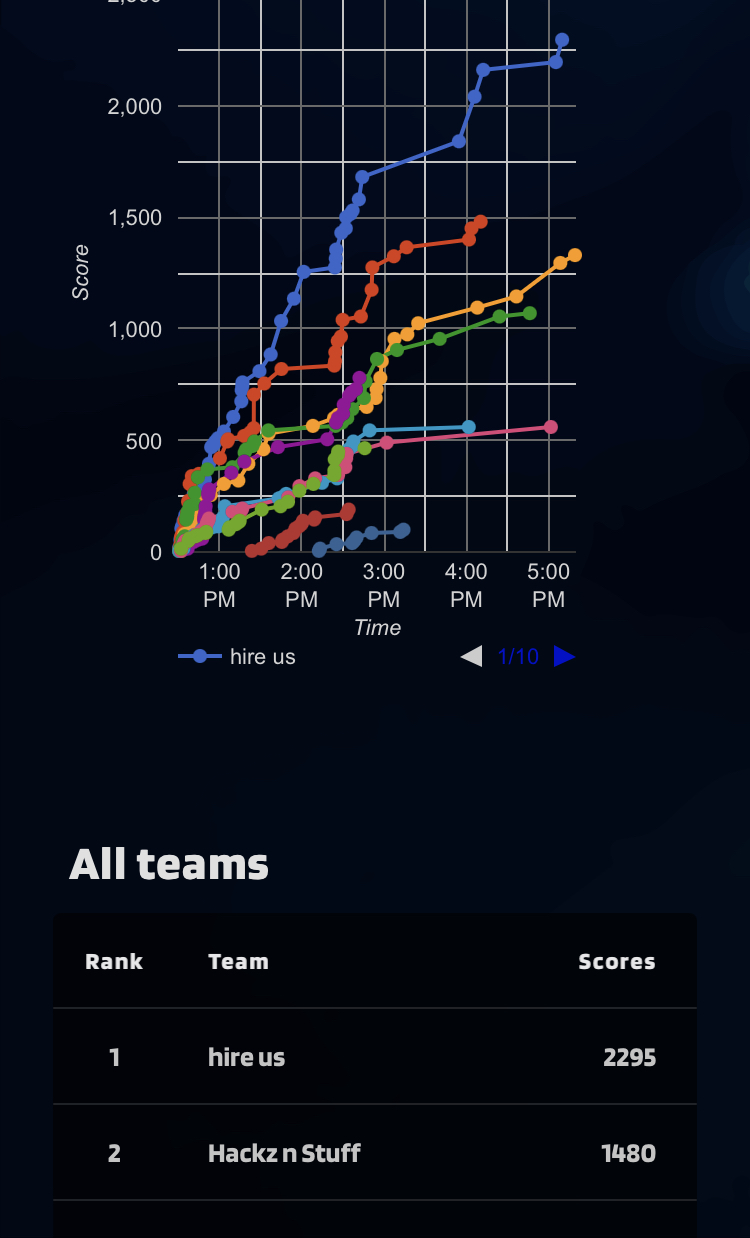 2,000
1,500
1,000
500
0
Score
1:00 PM
2:00 PM
3:00 PM
4:00 PM
5:00 PM
Time
hire us
1/10
All teams
Rank Team Scores
1 hire us 2295
2 Hackz n Stuff 1480